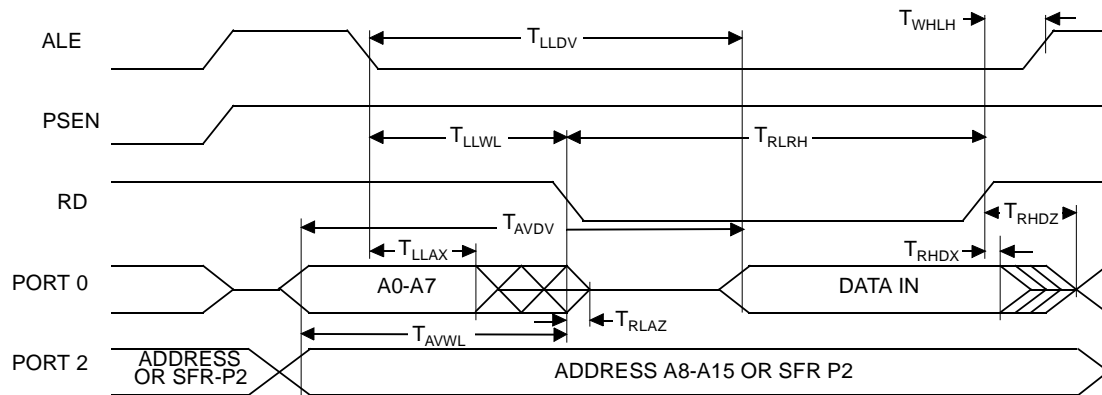 T_WHLH
ALE
T_LLDV
PSEN
T_LLWL
T_RLRH
RD
T_RHDZ
T_AVDV
T_LLAX
T_RHDX
PORT 0
A0-A7
DATA IN
T_RLAZ
T_AVWL
PORT 2
ADDRESS
OR SFR-P2
ADDRESS A8-A15 OR SFR P2